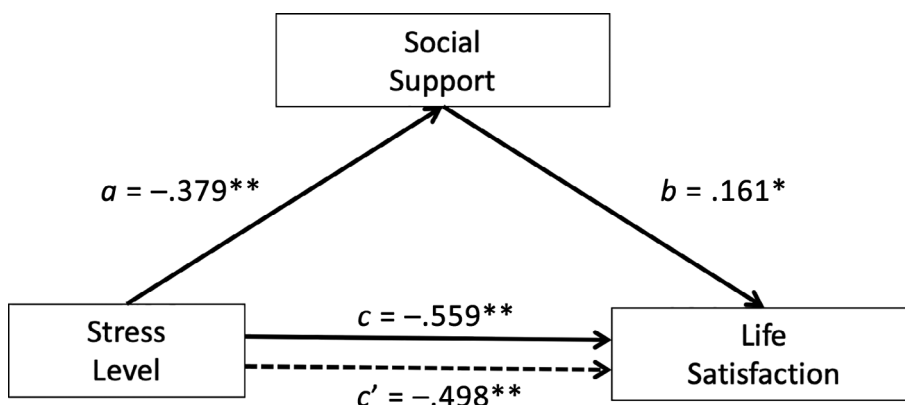 Social
Support
a = –.379**
b = .161*
Stress
Level
c = –.559**
c’ = –.498**
Life
Satisfaction